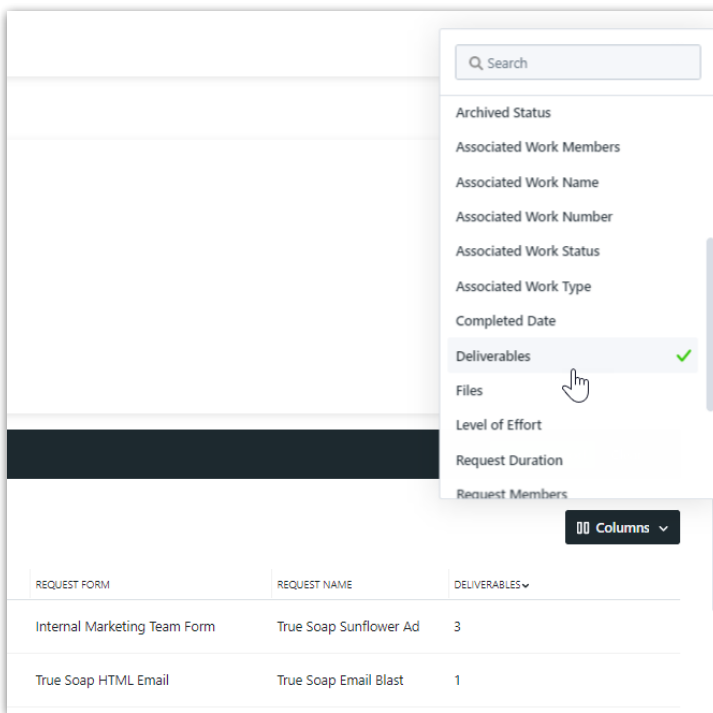 Search
Archived Status
Associated Work Members
Associated Work Name
Associated Work Number
Associated Work Status
Associated Work Type
Completed Date
Deliverables
Files
Level of Effort
Request Duration
Request Members
Columns
REQUEST FORM REQUEST NAME DELIVERABLES
Internal Marketing Team Form True Soap Sunflower Ad 3
True Soap HTML Email True Soap Email Blast 1